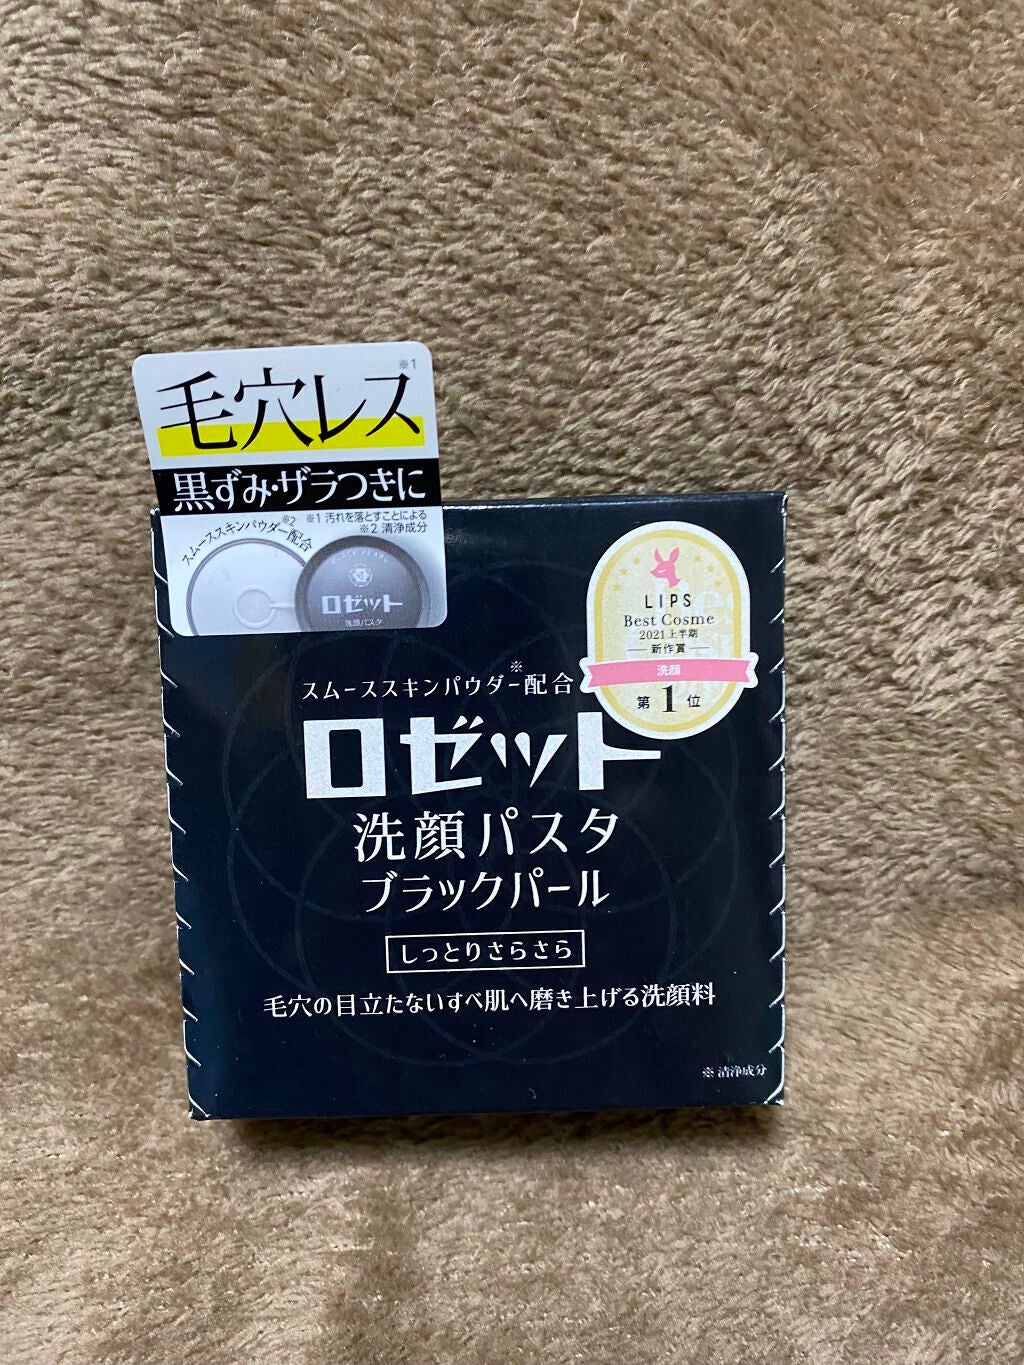 毛穴レス
※1
黒ずみ・ザラつきに
スムーススキンパウダー配合
※2
※1 汚れを落とすことによる
※2 清浄成分
ロゼット
洗顔パスタ
LIPS
Best Cosme
2021上半期
新作賞
洗顔
第1位
※
スムーススキンパウダー配合
ロゼット
洗顔パスタ
ブラックパール
しっとりさらさら
毛穴の目立たないすべ肌へ磨き上げる洗顔料
※ 清浄成分